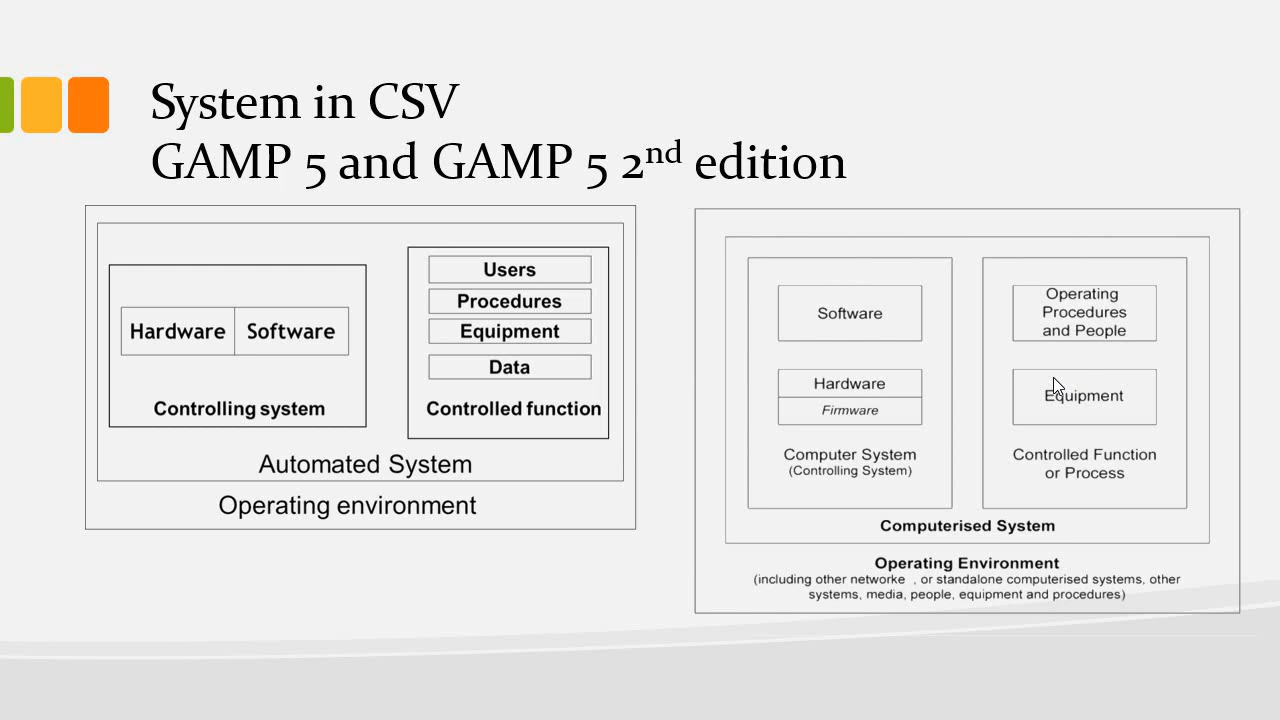 System in CSV
GAMP 5 and GAMP 5 2nd edition
Users
Procedures
Equipment
Data
Hardware Software
Controlling system
Controlled function
Automated System
Operating environment
Software
Hardware
Firmware
Computer System
(Controlling System)
Operating
Procedures
and People
Equipment
Controlled Function
or Process
Computerised System
Operating Environment
(including other networke , or standalone computerised systems, other
systems, media, people, equipment and procedures)